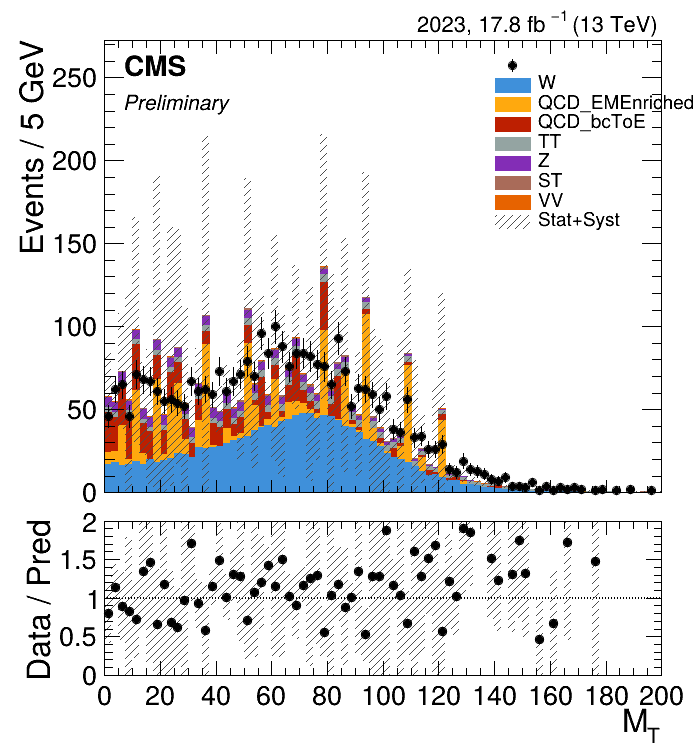 2023, 17.8 fb⁻¹ (13 TeV)
CMS
Preliminary
Events / 5 GeV
250
200
150
100
50
0
W
QCD_EMEnriched
QCD_bcToE
TT
Z
ST
VV
Stat+Syst
Data / Pred
2
1.5
1
0.5
0
0 20 40 60 80 100 120 140 160 180 200
M_T